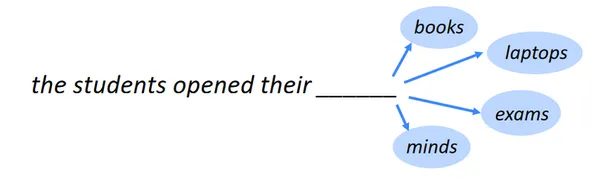 books
laptops
the students opened their ______
exams
minds